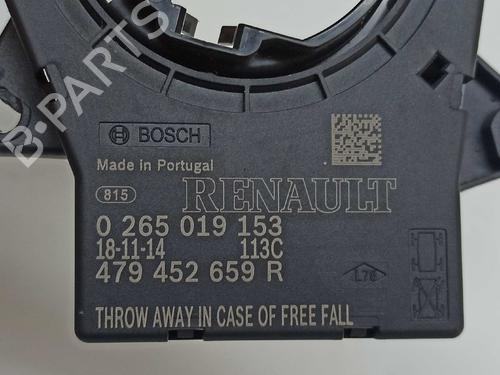 B-PARTS
BOSCH
Made in Portugal
815 RENAULT
0 265 019 153
18-11-14 113C
479 452 659 R
L76
THROW AWAY IN CASE OF FREE FALL